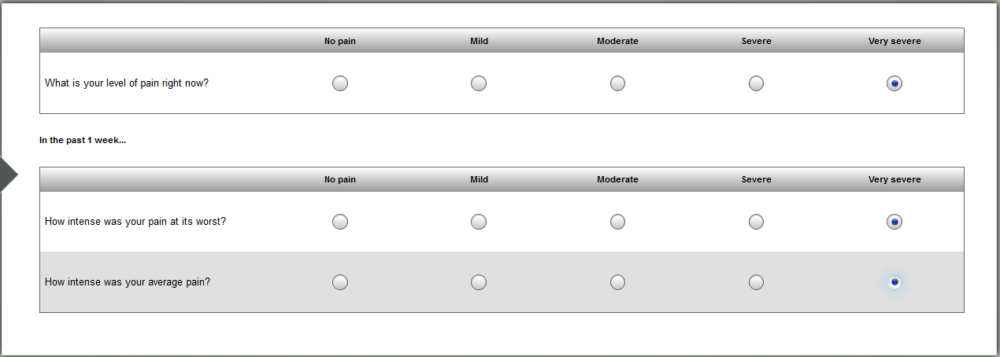 No pain Mild Moderate Severe Very severe
What is your level of pain right now?
In the past 1 week...
No pain Mild Moderate Severe Very severe
How intense was your pain at its worst?
How intense was your average pain?